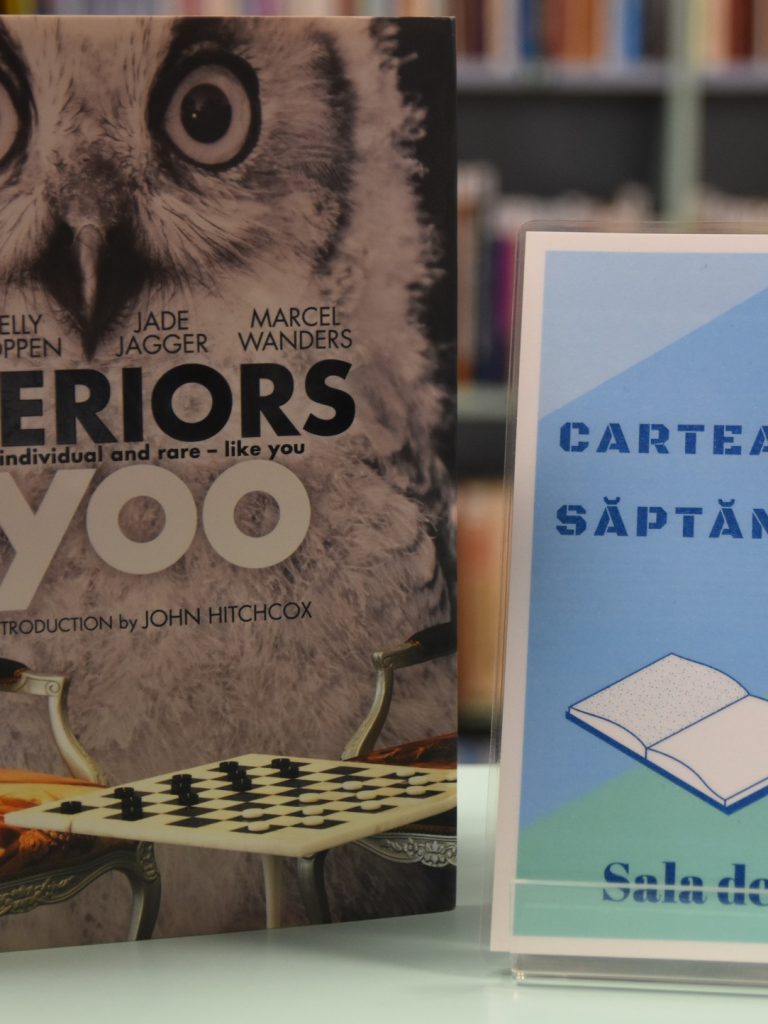 ELLY
OPPEN
JADE
JAGGER
MARCEL
WANDERS
ERIORS
individual and rare – like you
yoo
TRODUCTION by JOHN HITCHCOX
CARTEA
SĂPTĂM
Sala de